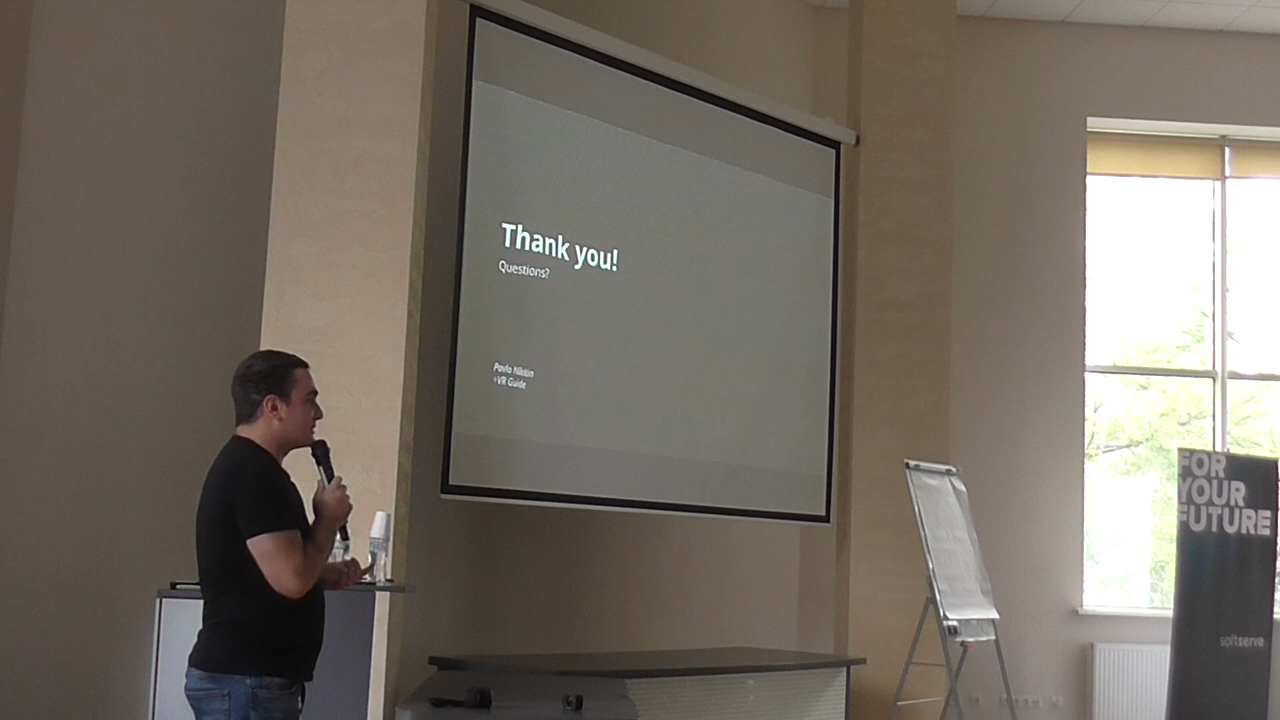 Thank you!
Questions?
Pavlo Nikitin
+VR Guide
FOR
YOUR
FUTURE
softserve